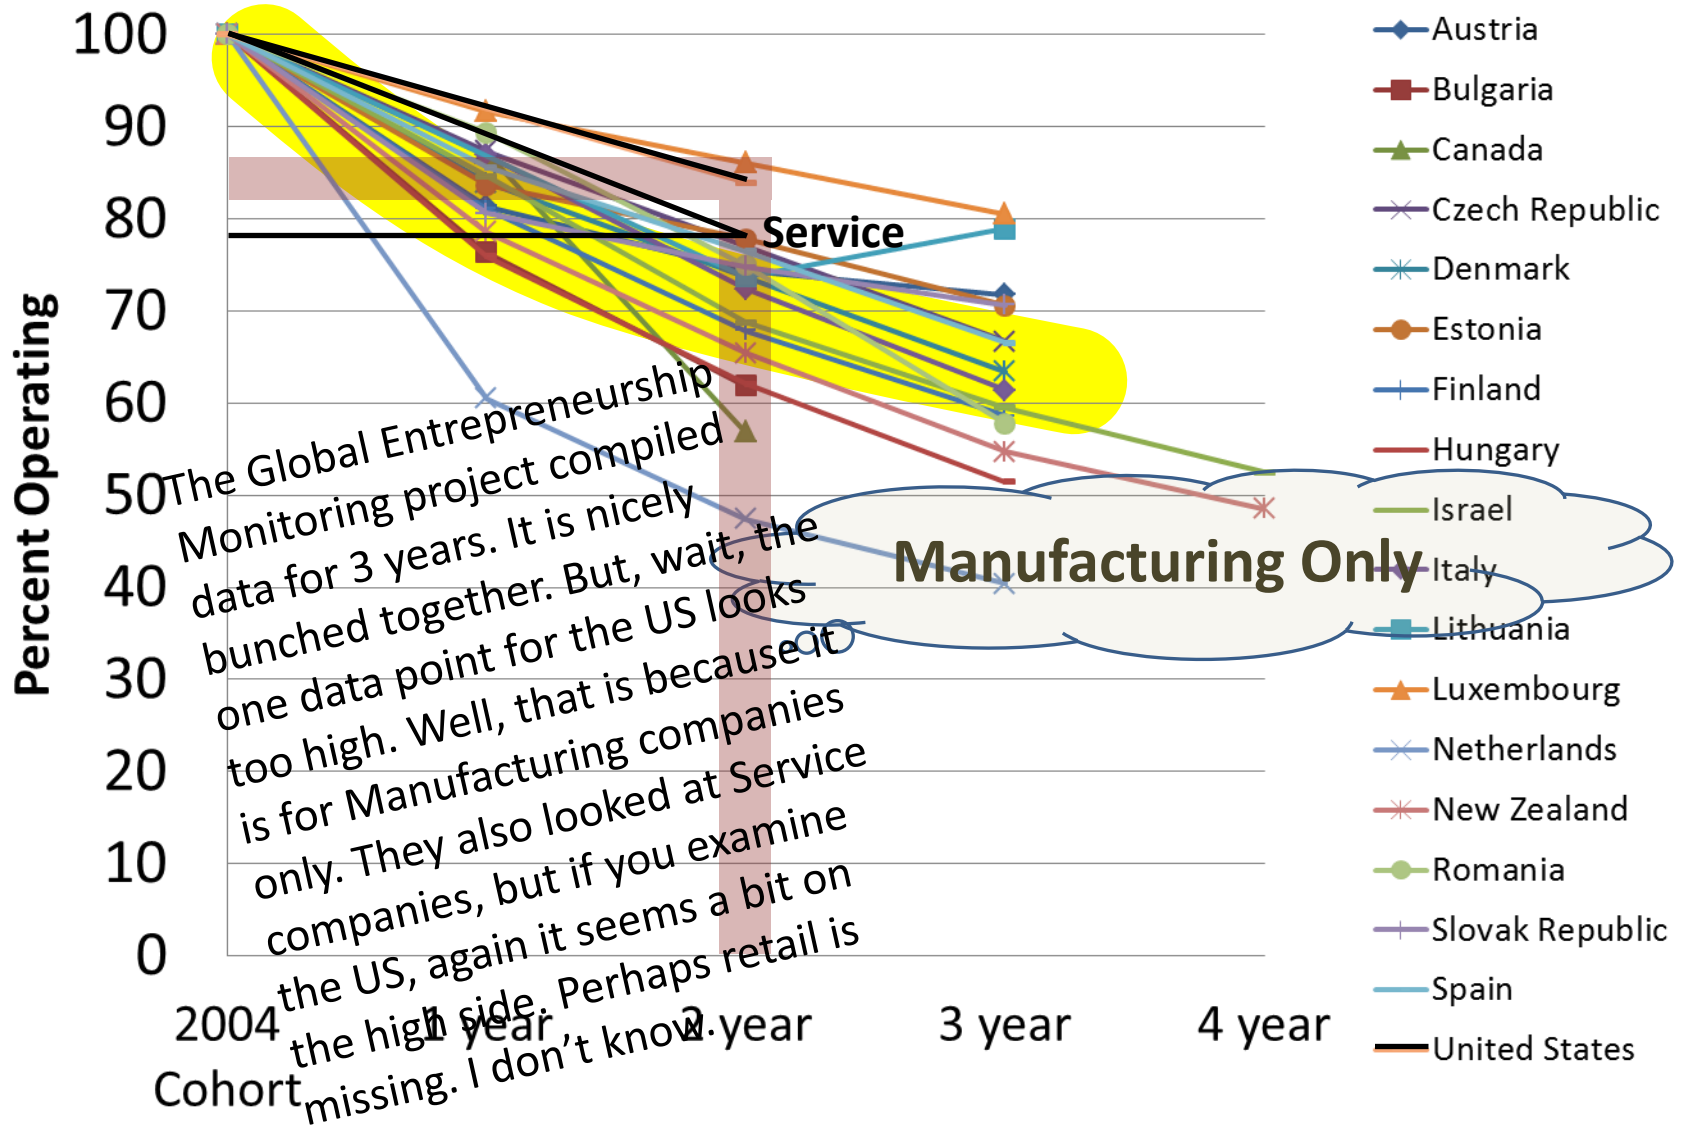 100
90
80
70
60
50
40
30
20
10
0
Percent Operating
2004
Cohort
1 year
2 year
3 year
4 year
Service
The Global Entrepreneurship
Monitoring project compiled
data for 3 years. It is nicely
bunched together. But, wait, the
one data point for the US looks
too high. Well, that is because it
is for Manufacturing companies
only. They also looked at Service
companies, but if you examine
the US, again it seems a bit on
the high side. Perhaps retail is
missing. I don’t know.
Manufacturing Only
Austria
Bulgaria
Canada
Czech Republic
Denmark
Estonia
Finland
Hungary
Israel
Italy
Lithuania
Luxembourg
Netherlands
New Zealand
Romania
Slovak Republic
Spain
United States